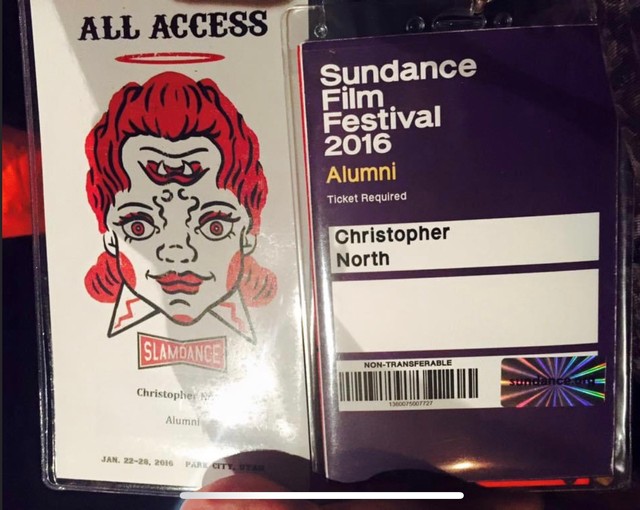 ALL ACCESS
SLAMDANCE
Christopher
Alumni
JAN. 22-28, 2016 PARK CITY, UTAH
Sundance
Film
Festival
2016
Alumni
Ticket Required
Christopher
North
NON-TRANSFERABLE
sundance.org